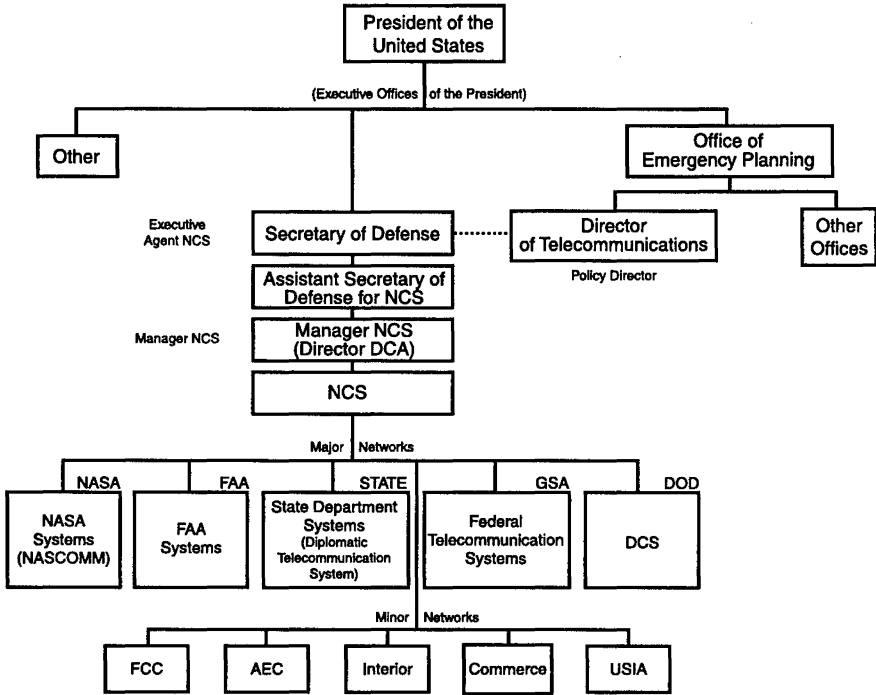 President of the
United States
(Executive Offices of the President)
Other
Office of
Emergency Planning
Executive
Agent NCS
Secretary of Defense
Director
of Telecommunications
Other
Offices
Policy Director
Assistant Secretary of
Defense for NCS
Manager NCS
Manager NCS
(Director DCA)
NCS
Major Networks
NASA
FAA
STATE
GSA
DOD
NASA
Systems
(NASCOMM)
FAA
Systems
State Department
Systems
(Diplomatic
Telecommunication
System)
Federal
Telecommunication
Systems
DCS
Minor Networks
FCC
AEC
Interior
Commerce
USIA